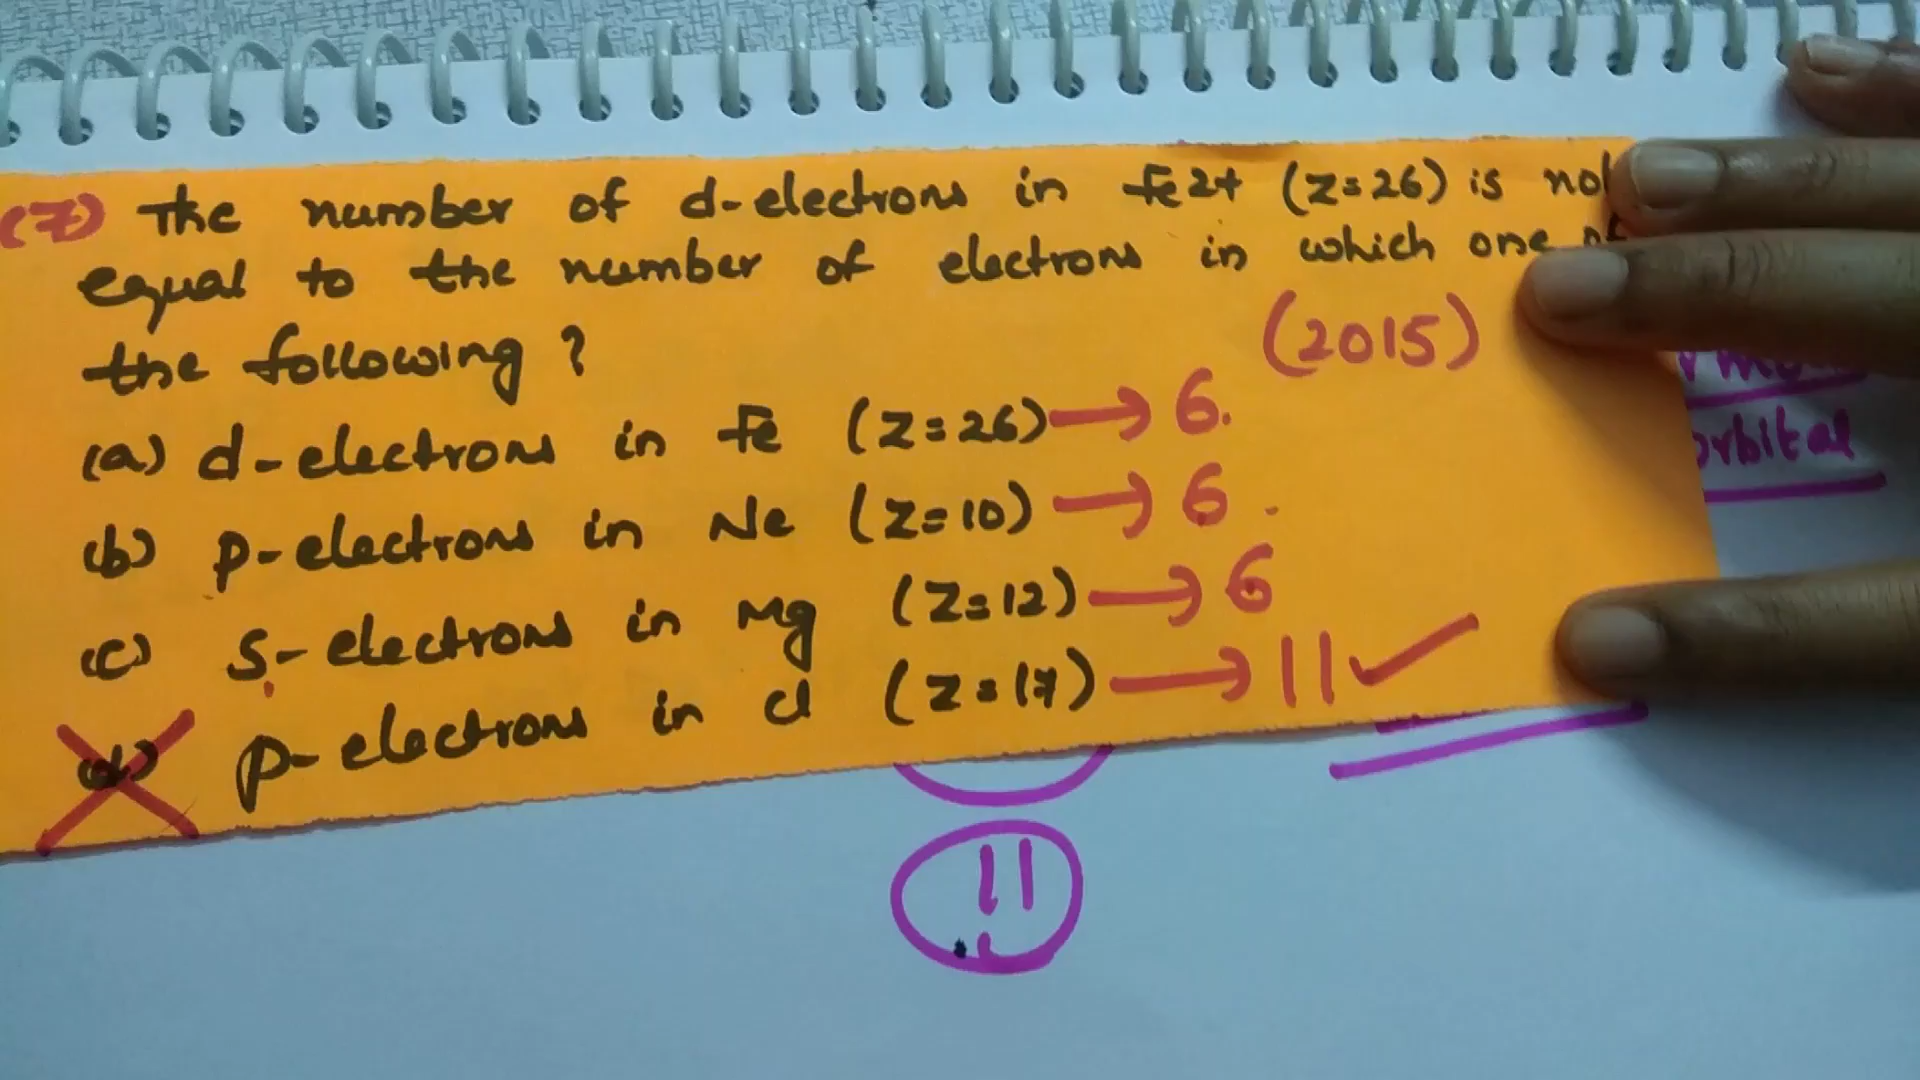 (7) The number of d-electrons in Fe2+ (Z=26) is not
equal to the number of electrons in which one of
the following ?
(2015)
(a) d-electrons in Fe (Z=26) → 6.
(b) p-electrons in Ne (Z=10) → 6.
(c) s-electrons in Mg (Z=12) → 6
(d) p-electrons in Cl (Z=17) → 11 ✓
orbital
11